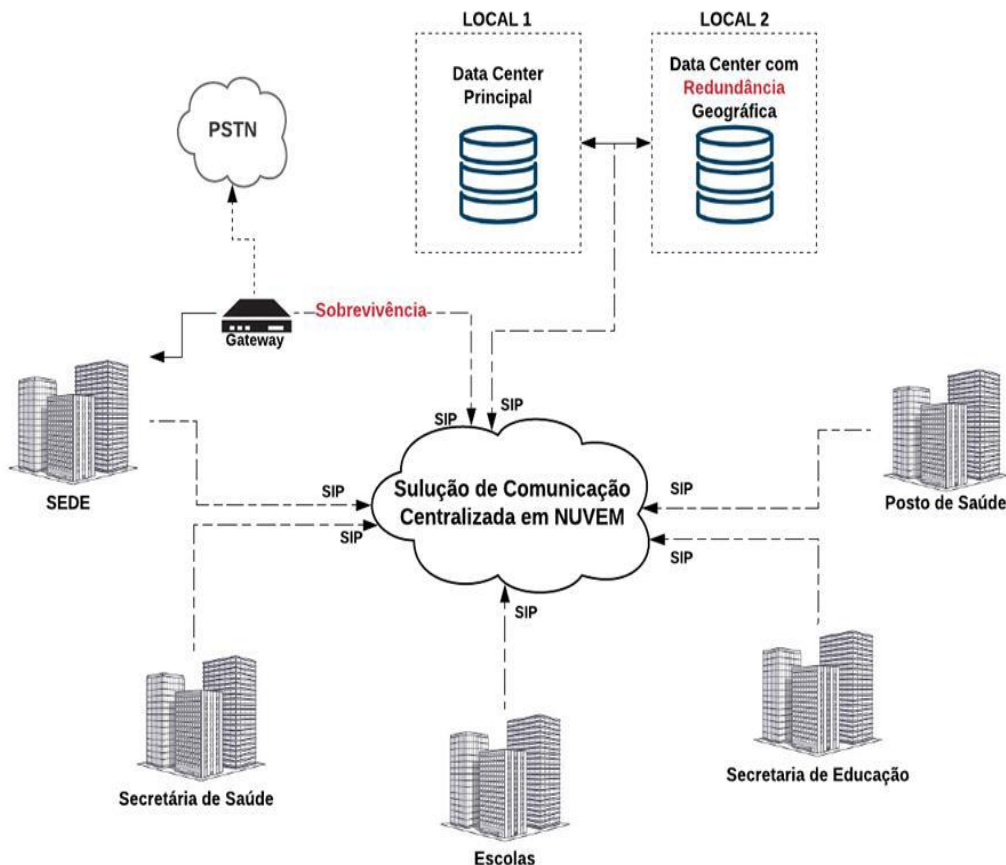 LOCAL 1
LOCAL 2
Data Center
Principal
Data Center com
Redundância
Geográfica
PSTN
Sobrevivência
Gateway
SIP
SIP
SEDE
SIP
SIP
Sulução de Comunicação
Centralizada em NUVEM
SIP
SIP
Posto de Saúde
SIP
Secretária de Saúde
Escolas
Secretaria de Educação